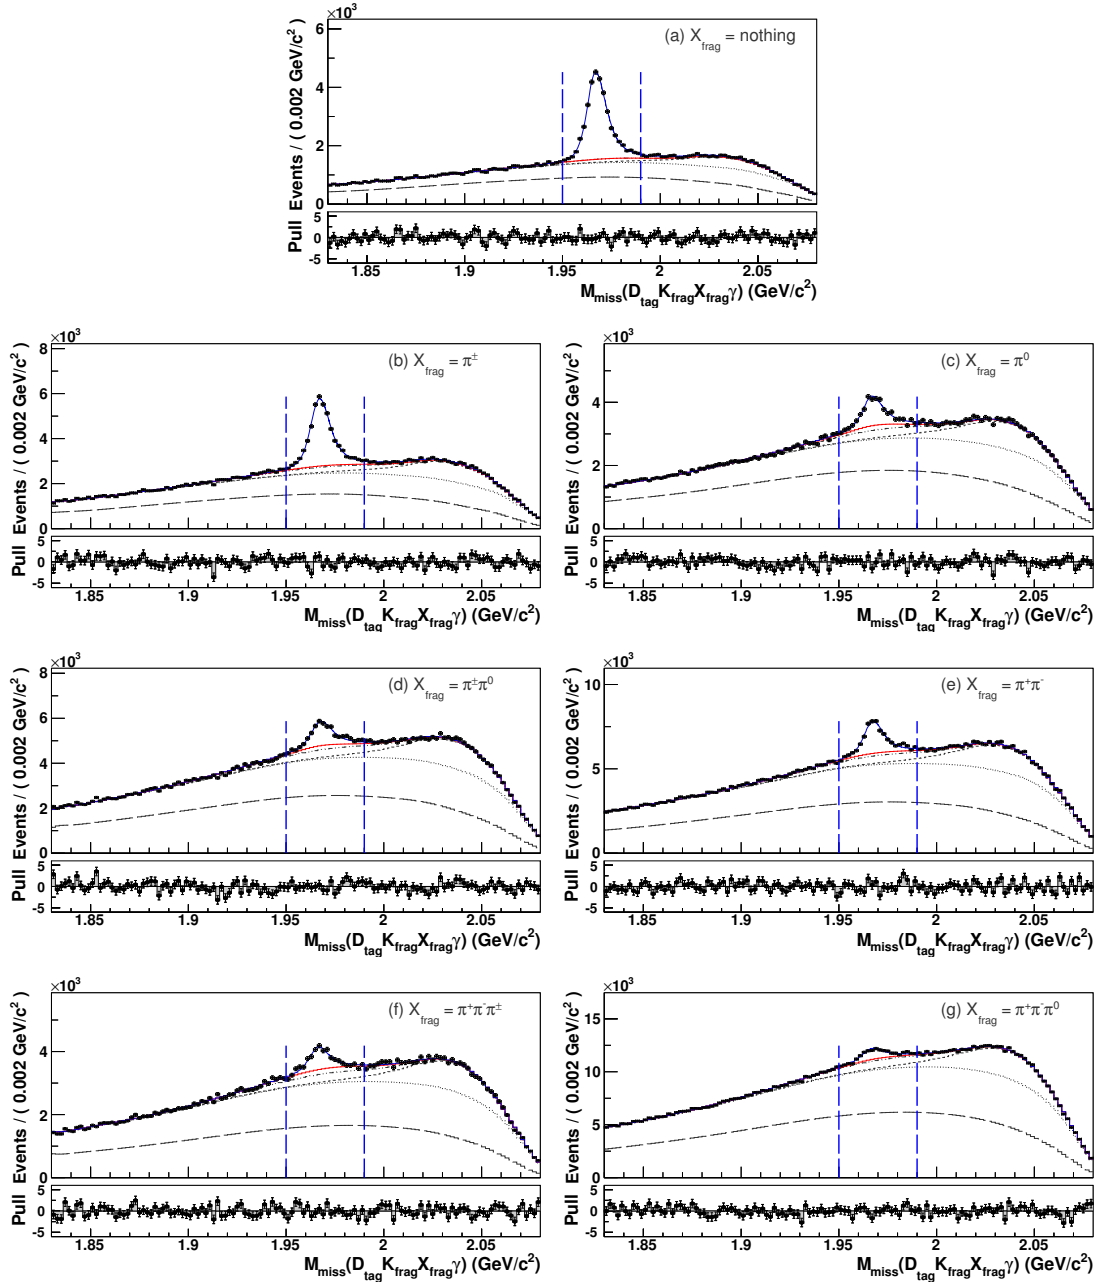 ×10³
(a) X_frag = nothing
Events / ( 0.002 GeV/c² )
6
4
2
0
Pull
5
0
-5
1.85 1.9 1.95 2 2.05
M_miss(D_tag K_frag X_frag γ) (GeV/c²)
×10³
(b) X_frag = π±
Events / ( 0.002 GeV/c² )
8
6
4
2
0
Pull
5
0
-5
1.85 1.9 1.95 2 2.05
M_miss(D_tag K_frag X_frag γ) (GeV/c²)
×10³
(c) X_frag = π⁰
Events / ( 0.002 GeV/c² )
4
2
0
Pull
5
0
-5
1.85 1.9 1.95 2 2.05
M_miss(D_tag K_frag X_frag γ) (GeV/c²)
×10³
(d) X_frag = π±π⁰
Events / ( 0.002 GeV/c² )
8
6
4
2
0
Pull
5
0
-5
1.85 1.9 1.95 2 2.05
M_miss(D_tag K_frag X_frag γ) (GeV/c²)
×10³
(e) X_frag = π⁺π⁻
Events / ( 0.002 GeV/c² )
10
5
0
Pull
5
0
-5
1.85 1.9 1.95 2 2.05
M_miss(D_tag K_frag X_frag γ) (GeV/c²)
×10³
(f) X_frag = π⁺π⁻π±
Events / ( 0.002 GeV/c² )
4
2
0
Pull
5
0
-5
1.85 1.9 1.95 2 2.05
M_miss(D_tag K_frag X_frag γ) (GeV/c²)
×10³
(g) X_frag = π⁺π⁻π⁰
Events / ( 0.002 GeV/c² )
15
10
5
0
Pull
5
0
-5
1.85 1.9 1.95 2 2.05
M_miss(D_tag K_frag X_frag γ) (GeV/c²)